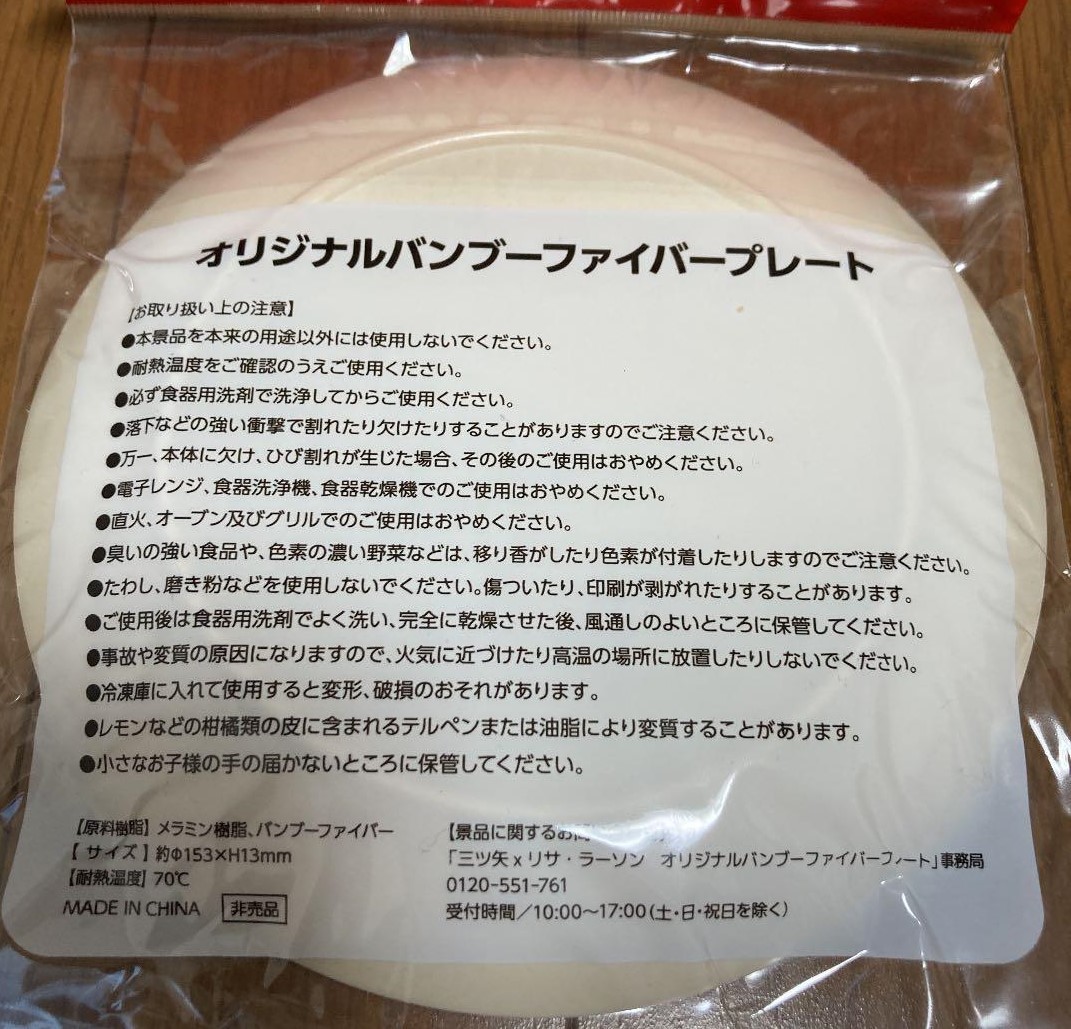 オリジナルバンブーファイバープレート
【お取り扱い上の注意】
●本景品を本来の用途以外には使用しないでください。
●耐熱温度をご確認のうえご使用ください。
●必ず食器用洗剤で洗浄してからご使用ください。
●落下などの強い衝撃で割れたり欠けたりすることがありますのでご注意ください。
●万一、本体に欠け、ひび割れが生じた場合、その後のご使用はおやめください。
●電子レンジ、食器洗浄機、食器乾燥機でのご使用はおやめください。
●直火、オーブン及びグリルでのご使用はおやめください。
●臭いの強い食品や、色素の濃い野菜などは、移り香がしたり色素が付着したりしますのでご注意ください。
●たわし、磨き粉などを使用しないでください。傷ついたり、印刷が剥がれたりすることがあります。
●ご使用後は食器用洗剤でよく洗い、完全に乾燥させた後、風通しのよいところに保管してください。
●事故や変質の原因になりますので、火気に近づけたり高温の場所に放置したりしないでください。
●冷凍庫に入れて使用すると変形、破損のおそれがあります。
●レモンなどの柑橘類の皮に含まれるテルペンまたは油脂により変質することがあります。
●小さなお子様の手の届かないところに保管してください。
【原料樹脂】メラミン樹脂、バンブーファイバー
【 サイズ 】約Φ153×H13mm
【耐熱温度】70℃
MADE IN CHINA 非売品
【景品に関するお問
「三ツ矢 x リサ・ラーソン オリジナルバンブーファイバープレート」事務局
0120-551-761
受付時間／10:00～17:00（土・日・祝日を除く）